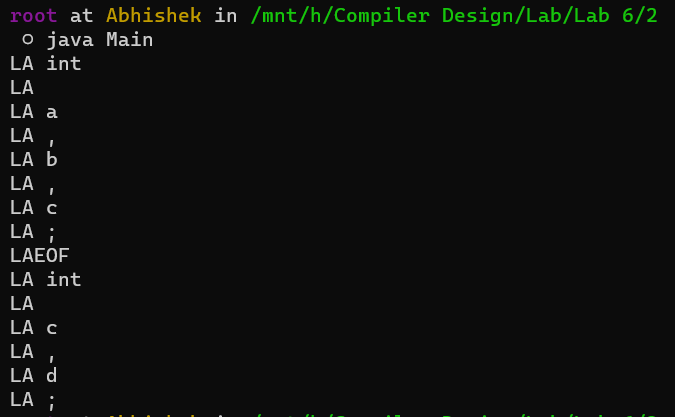 root at Abhishek in /mnt/h/Compiler Design/Lab/Lab 6/2
○ java Main
LA int
LA
LA a
LA ,
LA b
LA ,
LA c
LA ;
LAEOF
LA int
LA
LA c
LA ,
LA d
LA ;